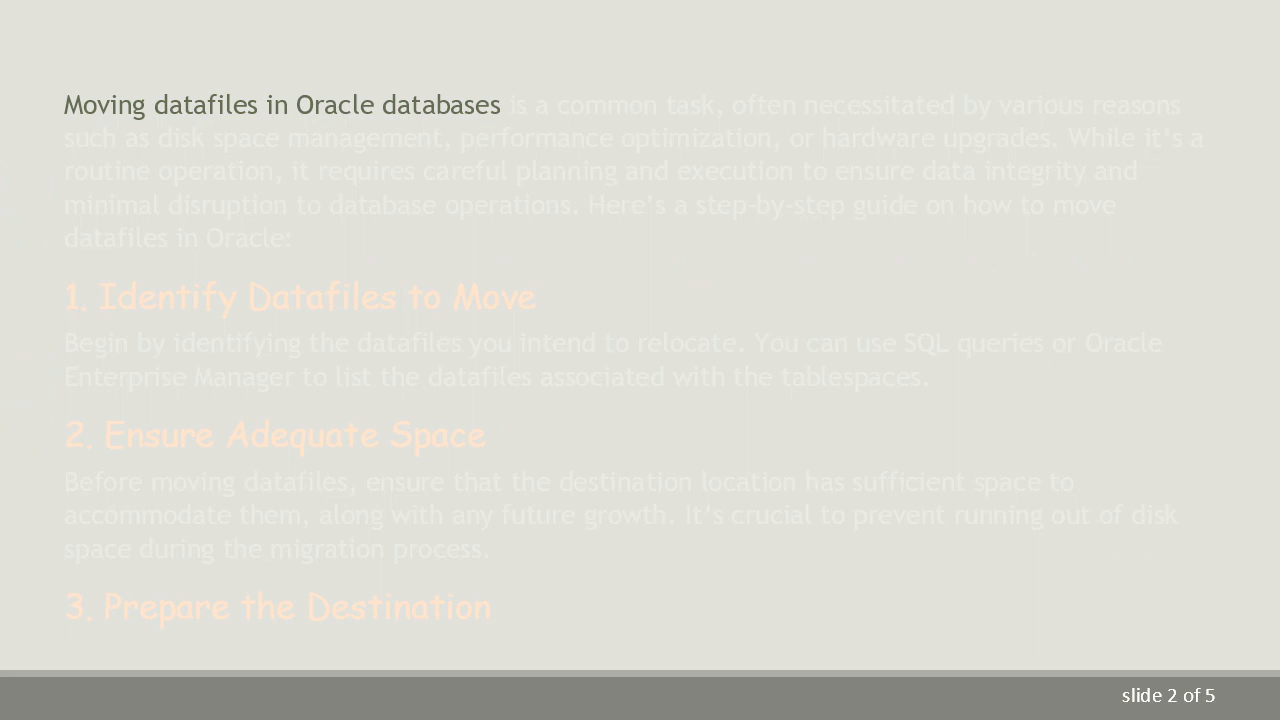 Moving datafiles in Oracle databases is a common task, often necessitated by various reasons
such as disk space management, performance optimization, or hardware upgrades. While it's a
routine operation, it requires careful planning and execution to ensure data integrity and
minimal disruption to database operations. Here's a step-by-step guide on how to move
datafiles in Oracle:
1. Identify Datafiles to Move
Begin by identifying the datafiles you intend to relocate. You can use SQL queries or Oracle
Enterprise Manager to list the datafiles associated with the tablespaces.
2. Ensure Adequate Space
Before moving datafiles, ensure that the destination location has sufficient space to
accommodate them, along with any future growth. It's crucial to prevent running out of disk
space during the migration process.
3. Prepare the Destination
slide 2 of 5